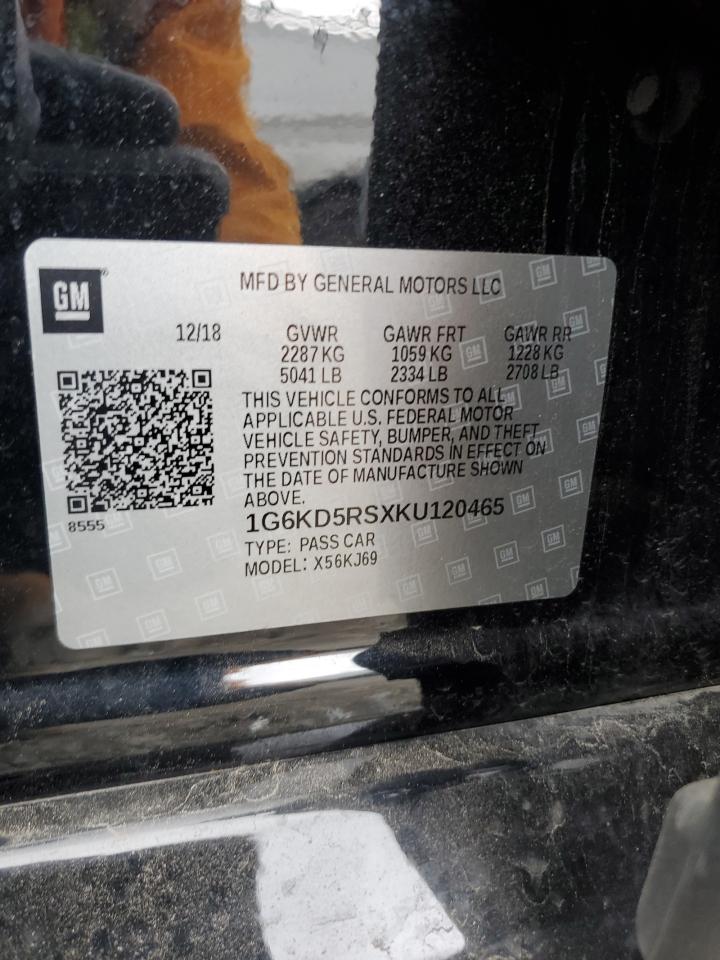 GM
MFD BY GENERAL MOTORS LLC
12/18 GVWR GAWR FRT GAWR RR
2287 KG 1059 KG 1228 KG
5041 LB 2334 LB 2708 LB
THIS VEHICLE CONFORMS TO ALL
APPLICABLE U.S. FEDERAL MOTOR
VEHICLE SAFETY, BUMPER, AND THEFT
PREVENTION STANDARDS IN EFFECT ON
THE DATE OF MANUFACTURE SHOWN
ABOVE.
8555
1G6KD5RSXKU120465
TYPE: PASS CAR
MODEL: X56KJ69